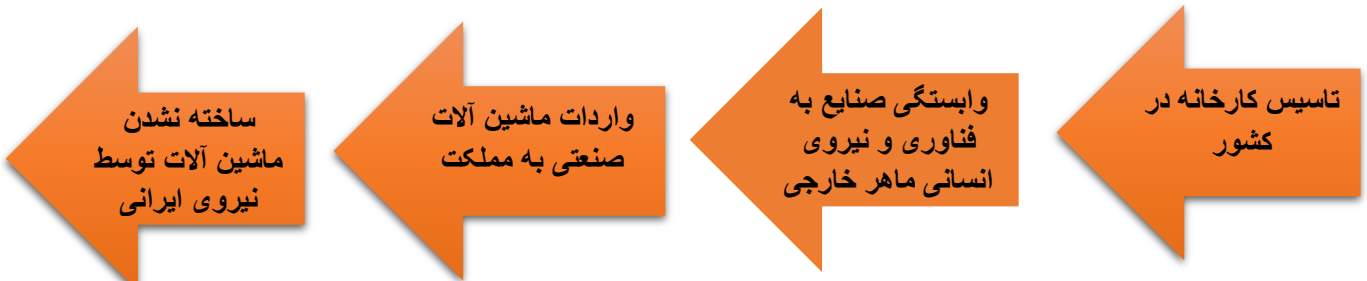 تاسیس کارخانه در
کشور
وابستگی صنایع به
فناوری و نیروی
انسانی ماهر خارجی
واردات ماشین آلات
صنعتی به مملکت
ساخته نشدن
ماشین آلات توسط
نیروی ایرانی